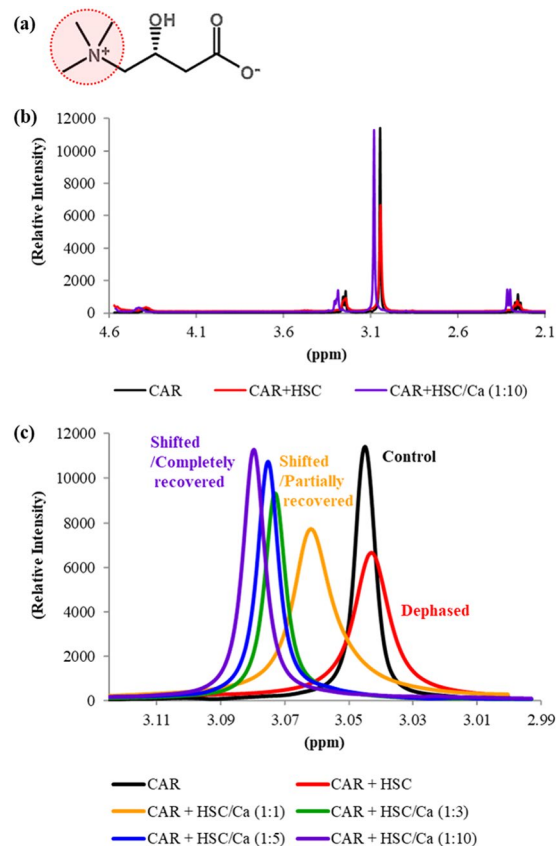 (a)
OH
O
N+
O-
(b)
12000
10000
8000
6000
4000
2000
0
(Relative Intensity)
4.6 4.1 3.6 3.1 2.6 2.1
(ppm)
CAR CAR+HSC CAR+HSC/Ca (1:10)
(c)
12000
10000
8000
6000
4000
2000
0
(Relative Intensity)
Shifted
/Completely
recovered
Shifted
/Partially
recovered
Control
Dephased
3.11 3.09 3.07 3.05 3.03 3.01 2.99
(ppm)
CAR CAR + HSC
CAR + HSC/Ca (1:1) CAR + HSC/Ca (1:3)
CAR + HSC/Ca (1:5) CAR + HSC/Ca (1:10)